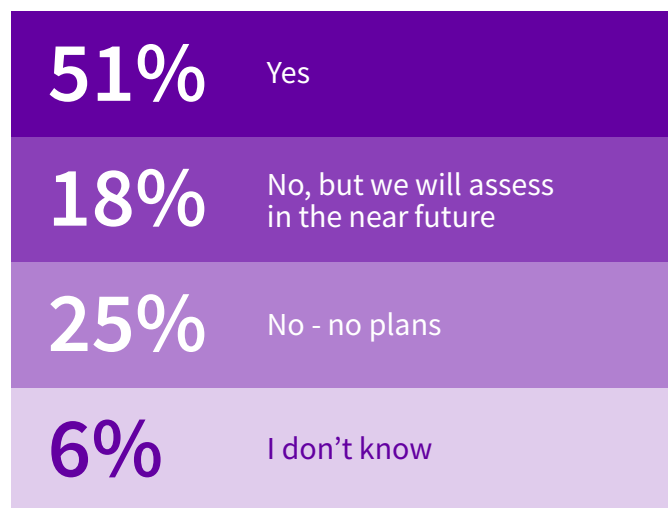 51% Yes
18% No, but we will assess
in the near future
25% No - no plans
6% I don’t know